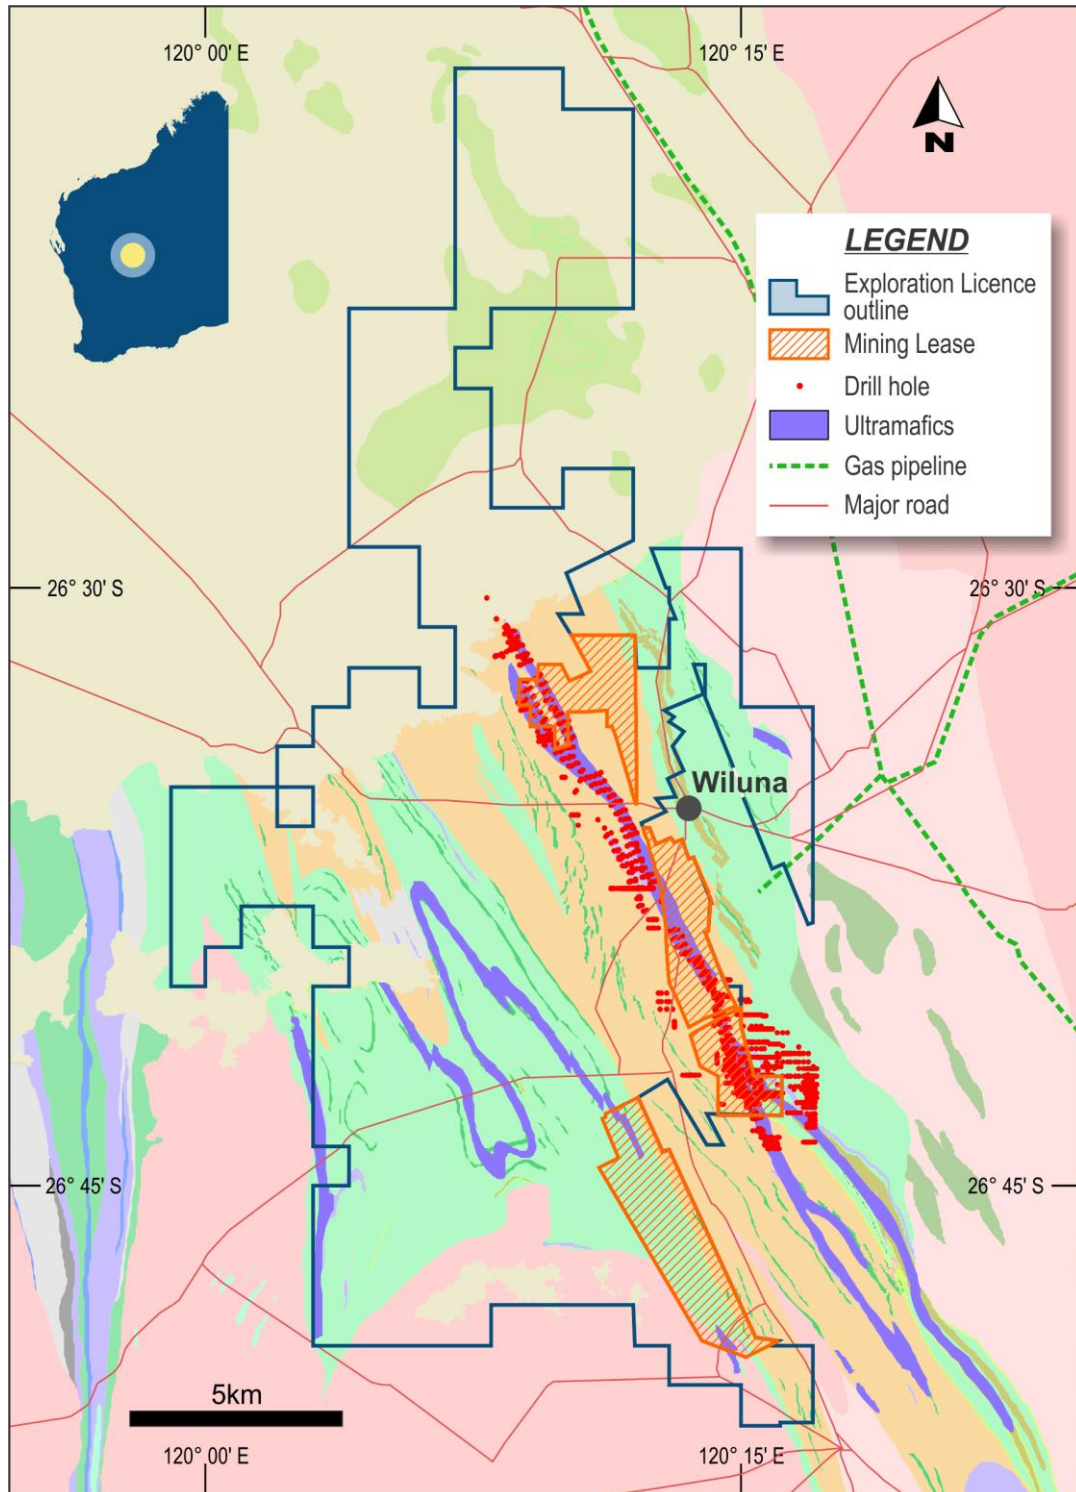 120° 00' E
120° 15' E
N
LEGEND
Exploration Licence
outline
Mining Lease
Drill hole
Ultramafics
Gas pipeline
Major road
26° 30' S
26° 30' S
Wiluna
26° 45' S
26° 45' S
5km
120° 00' E
120° 15' E